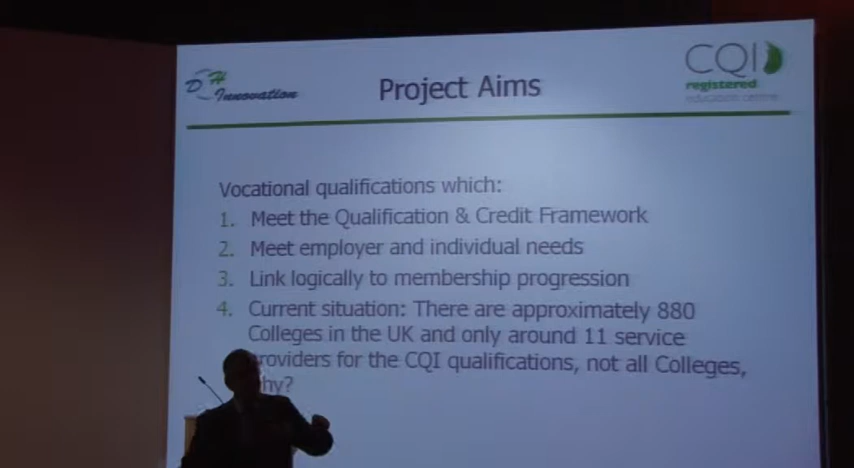 DH
Innovation
Project Aims
CQI
registered
education centre
Vocational qualifications which:
1. Meet the Qualification & Credit Framework
2. Meet employer and individual needs
3. Link logically to membership progression
4. Current situation: There are approximately 880
Colleges in the UK and only around 11 service
providers for the CQI qualifications, not all Colleges,
why?